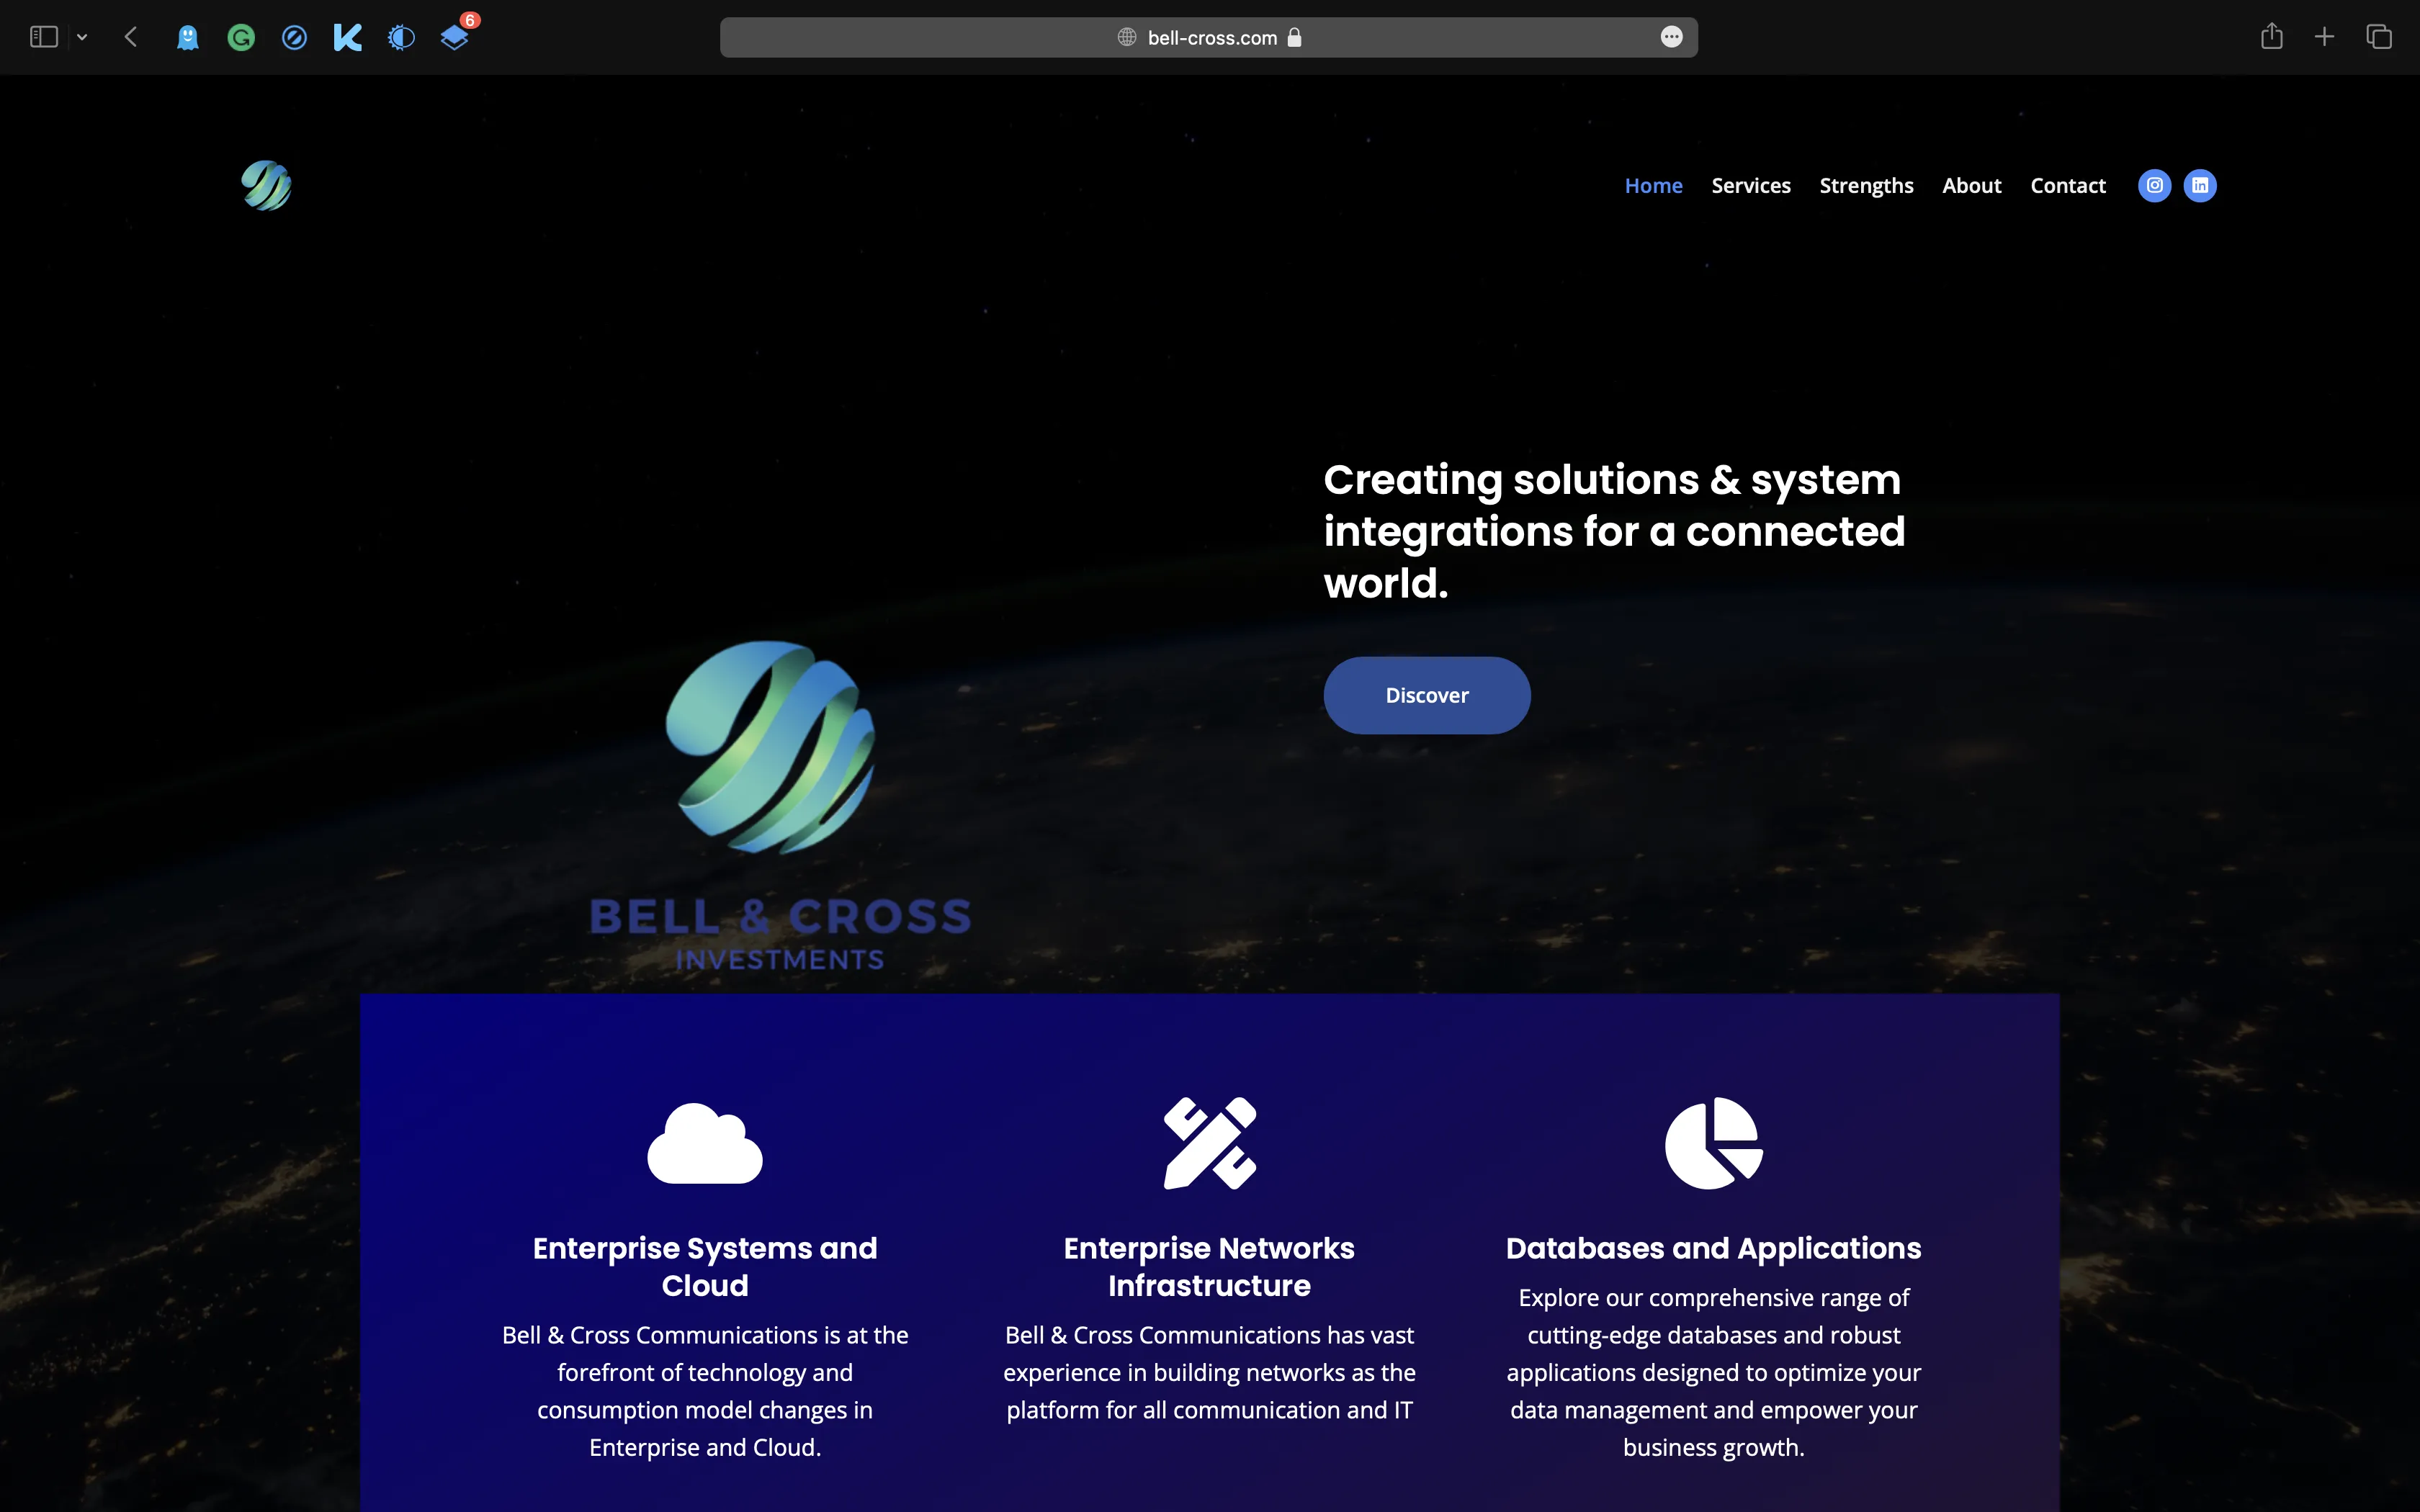 6
bell-cross.com
Home Services Strengths About Contact
Creating solutions & system
integrations for a connected
world.
Discover
BELL & CROSS
INVESTMENTS
Enterprise Systems and
Cloud
Bell & Cross Communications is at the
forefront of technology and
consumption model changes in
Enterprise and Cloud.
Enterprise Networks
Infrastructure
Bell & Cross Communications has vast
experience in building networks as the
platform for all communication and IT
Databases and Applications
Explore our comprehensive range of
cutting-edge databases and robust
applications designed to optimize your
data management and empower your
business growth.